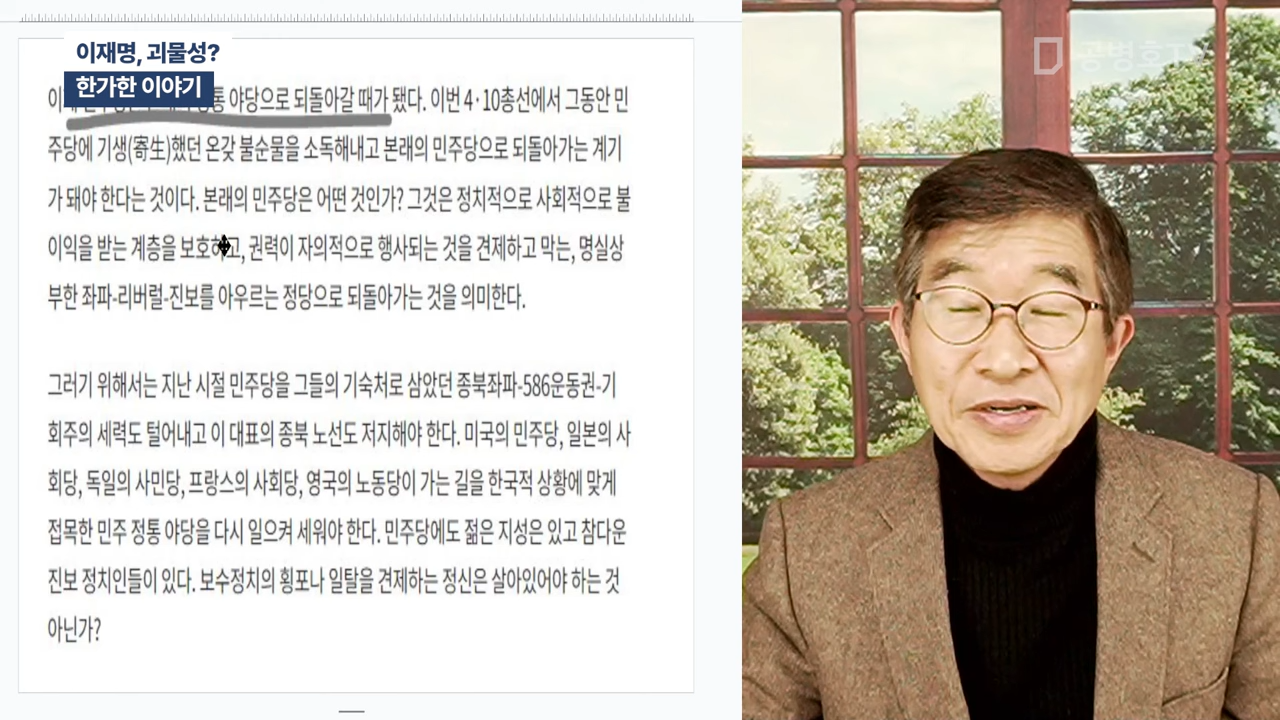 이재명, 괴물성?
한가한 이야기
야당으로 되돌아갈 때가 됐다. 이번 4·10총선에서 그동안 민
주당에 기생(寄生)했던 온갖 불순물을 소독해내고 본래의 민주당으로 되돌아가는 계기
가 돼야 한다는 것이다. 본래의 민주당은 어떤 것인가? 그것은 정치적으로 사회적으로 불
이익을 받는 계층을 보호하고, 권력이 자의적으로 행사되는 것을 견제하고 막는, 명실상
부한 좌파-리버럴-진보를 아우르는 정당으로 되돌아가는 것을 의미한다.
그러기 위해서는 지난 시절 민주당을 그들의 기숙처로 삼았던 종북좌파-586운동권-기
회주의 세력도 털어내고 이 대표의 종북 노선도 저지해야 한다. 미국의 민주당, 일본의 사
회당, 독일의 사민당, 프랑스의 사회당, 영국의 노동당이 가는 길을 한국적 상황에 맞게
접목한 민주 정통 야당을 다시 일으켜 세워야 한다. 민주당에도 젊은 지성은 있고 참다운
진보 정치인들이 있다. 보수정치의 횡포나 일탈을 견제하는 정신은 살아있어야 하는 것
아닌가?
공병호TV